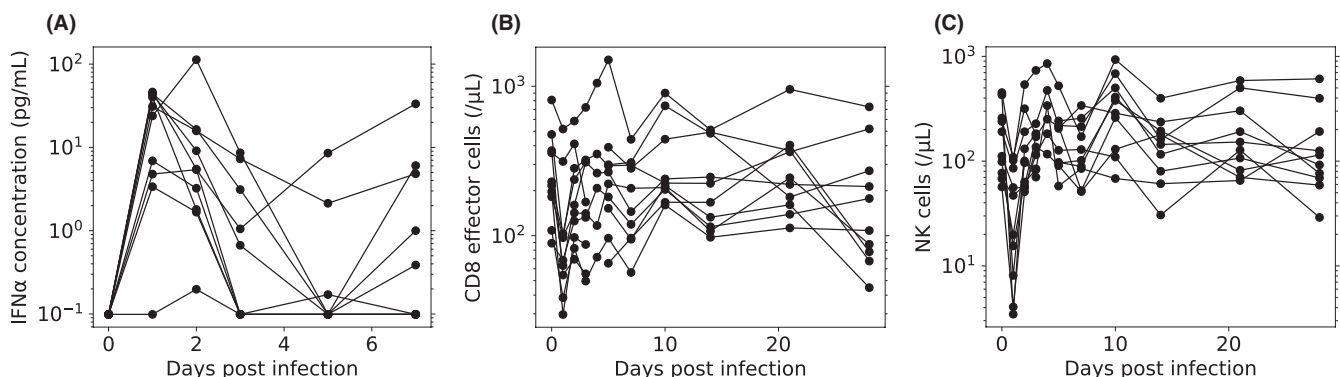 (A)
IFNα concentration (pg/mL)
10²
10¹
10⁰
10⁻¹
0 2 4 6
Days post infection
(B)
CD8 effector cells (/μL)
10³
10²
0 10 20
Days post infection
(C)
NK cells (/μL)
10³
10²
10¹
0 10 20
Days post infection